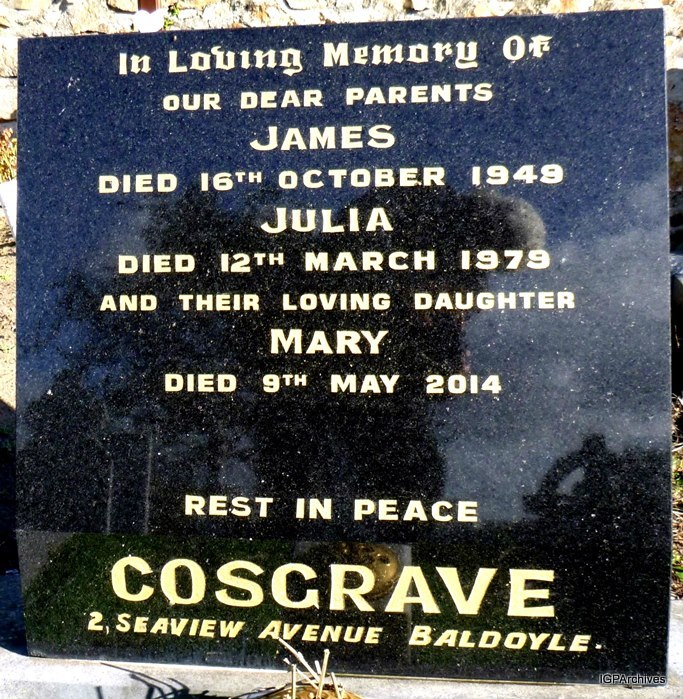 In Loving Memory Of
OUR DEAR PARENTS
JAMES
DIED 16TH OCTOBER 1949
JULIA
DIED 12TH MARCH 1979
AND THEIR LOVING DAUGHTER
MARY
DIED 9TH MAY 2014
REST IN PEACE
COSGRAVE
2, SEAVIEW AVENUE BALDOYLE.
IGPArchives